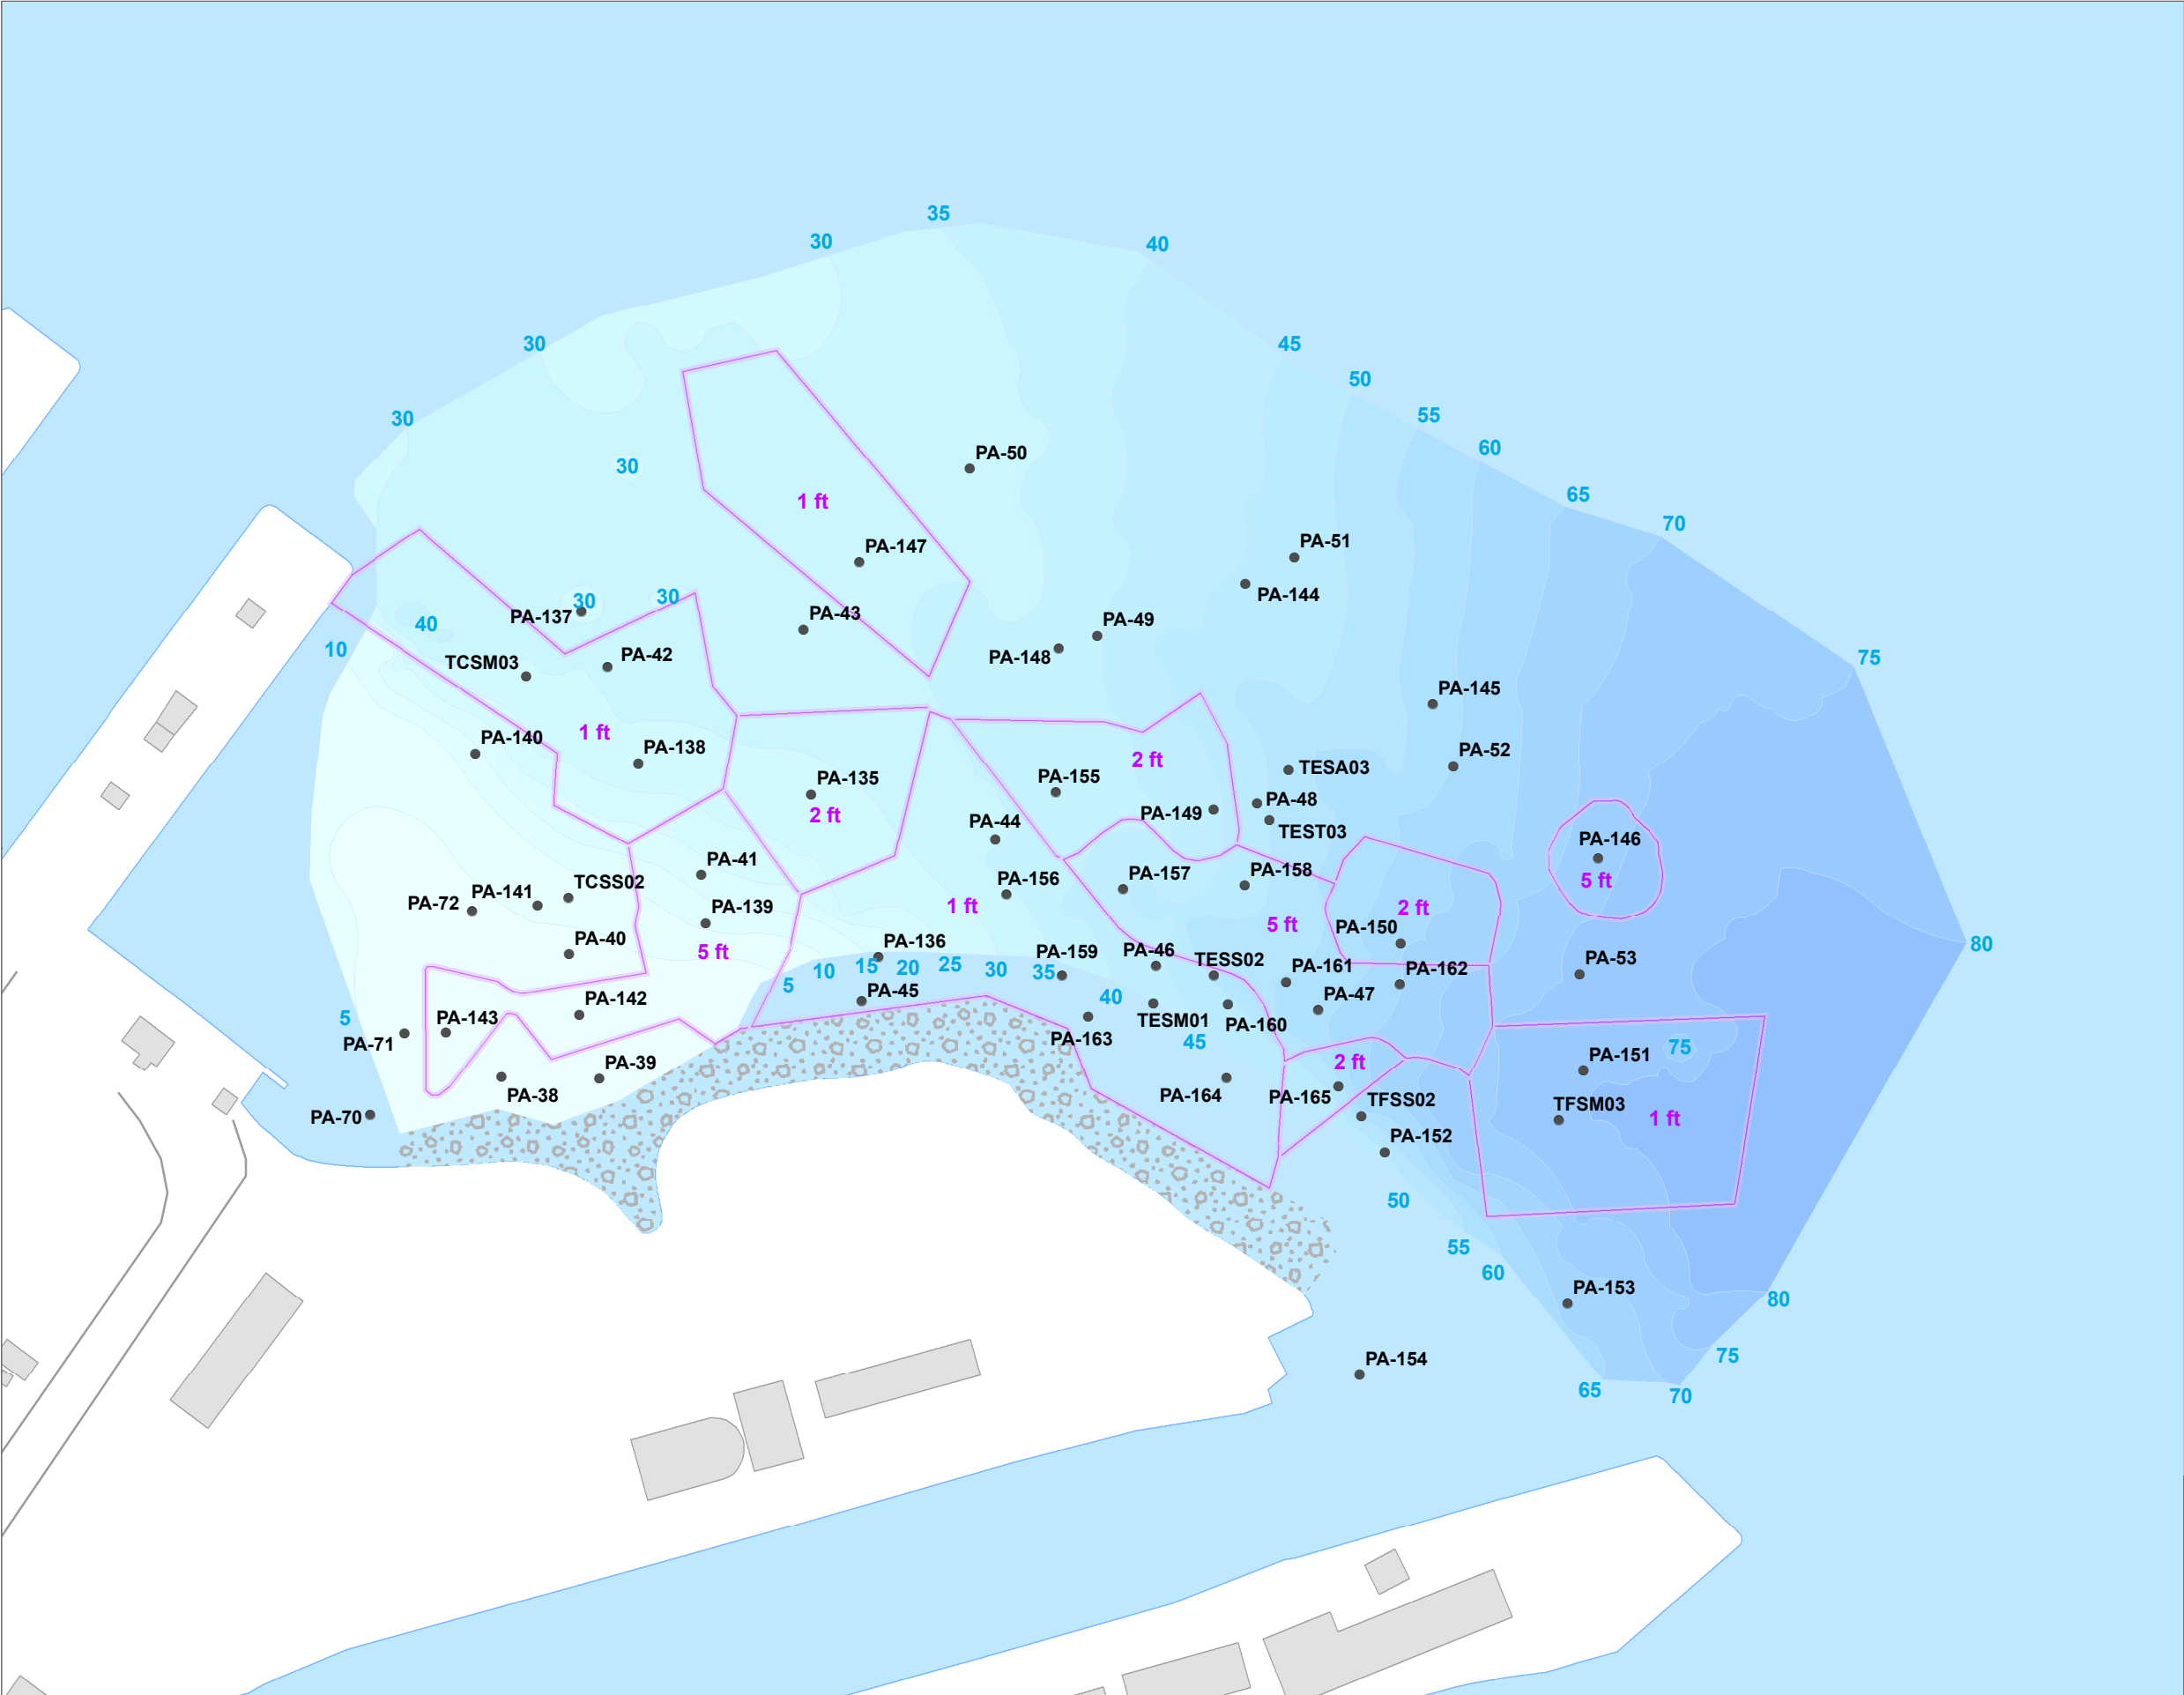 35
30
40
30
45
50
30
55
60
PA-50
30
65
1 ft
70
PA-51
PA-147
PA-144
30
30
PA-137
PA-43
PA-49
40
10
TCSM03
PA-42
PA-148
75
PA-145
1 ft
PA-140
PA-138
PA-52
2 ft
TESA03
PA-135
PA-155
2 ft
PA-149
PA-48
PA-44
TEST03
PA-146
PA-41
5 ft
PA-157
PA-158
PA-156
TCSS02
PA-141
PA-72
PA-139
1 ft
2 ft
5 ft
PA-150
PA-40
PA-136
80
5 ft
PA-159
PA-46
TESS02
PA-53
5
10
15
20
25
30
35
PA-161
PA-162
PA-45
PA-47
40
PA-142
5
PA-143
TESM01
PA-160
PA-71
PA-163
45
75
PA-151
PA-39
2 ft
PA-38
PA-164
PA-165
TFSS02
TFSM03
1 ft
PA-70
PA-152
50
55
60
PA-153
80
PA-154
75
65
70